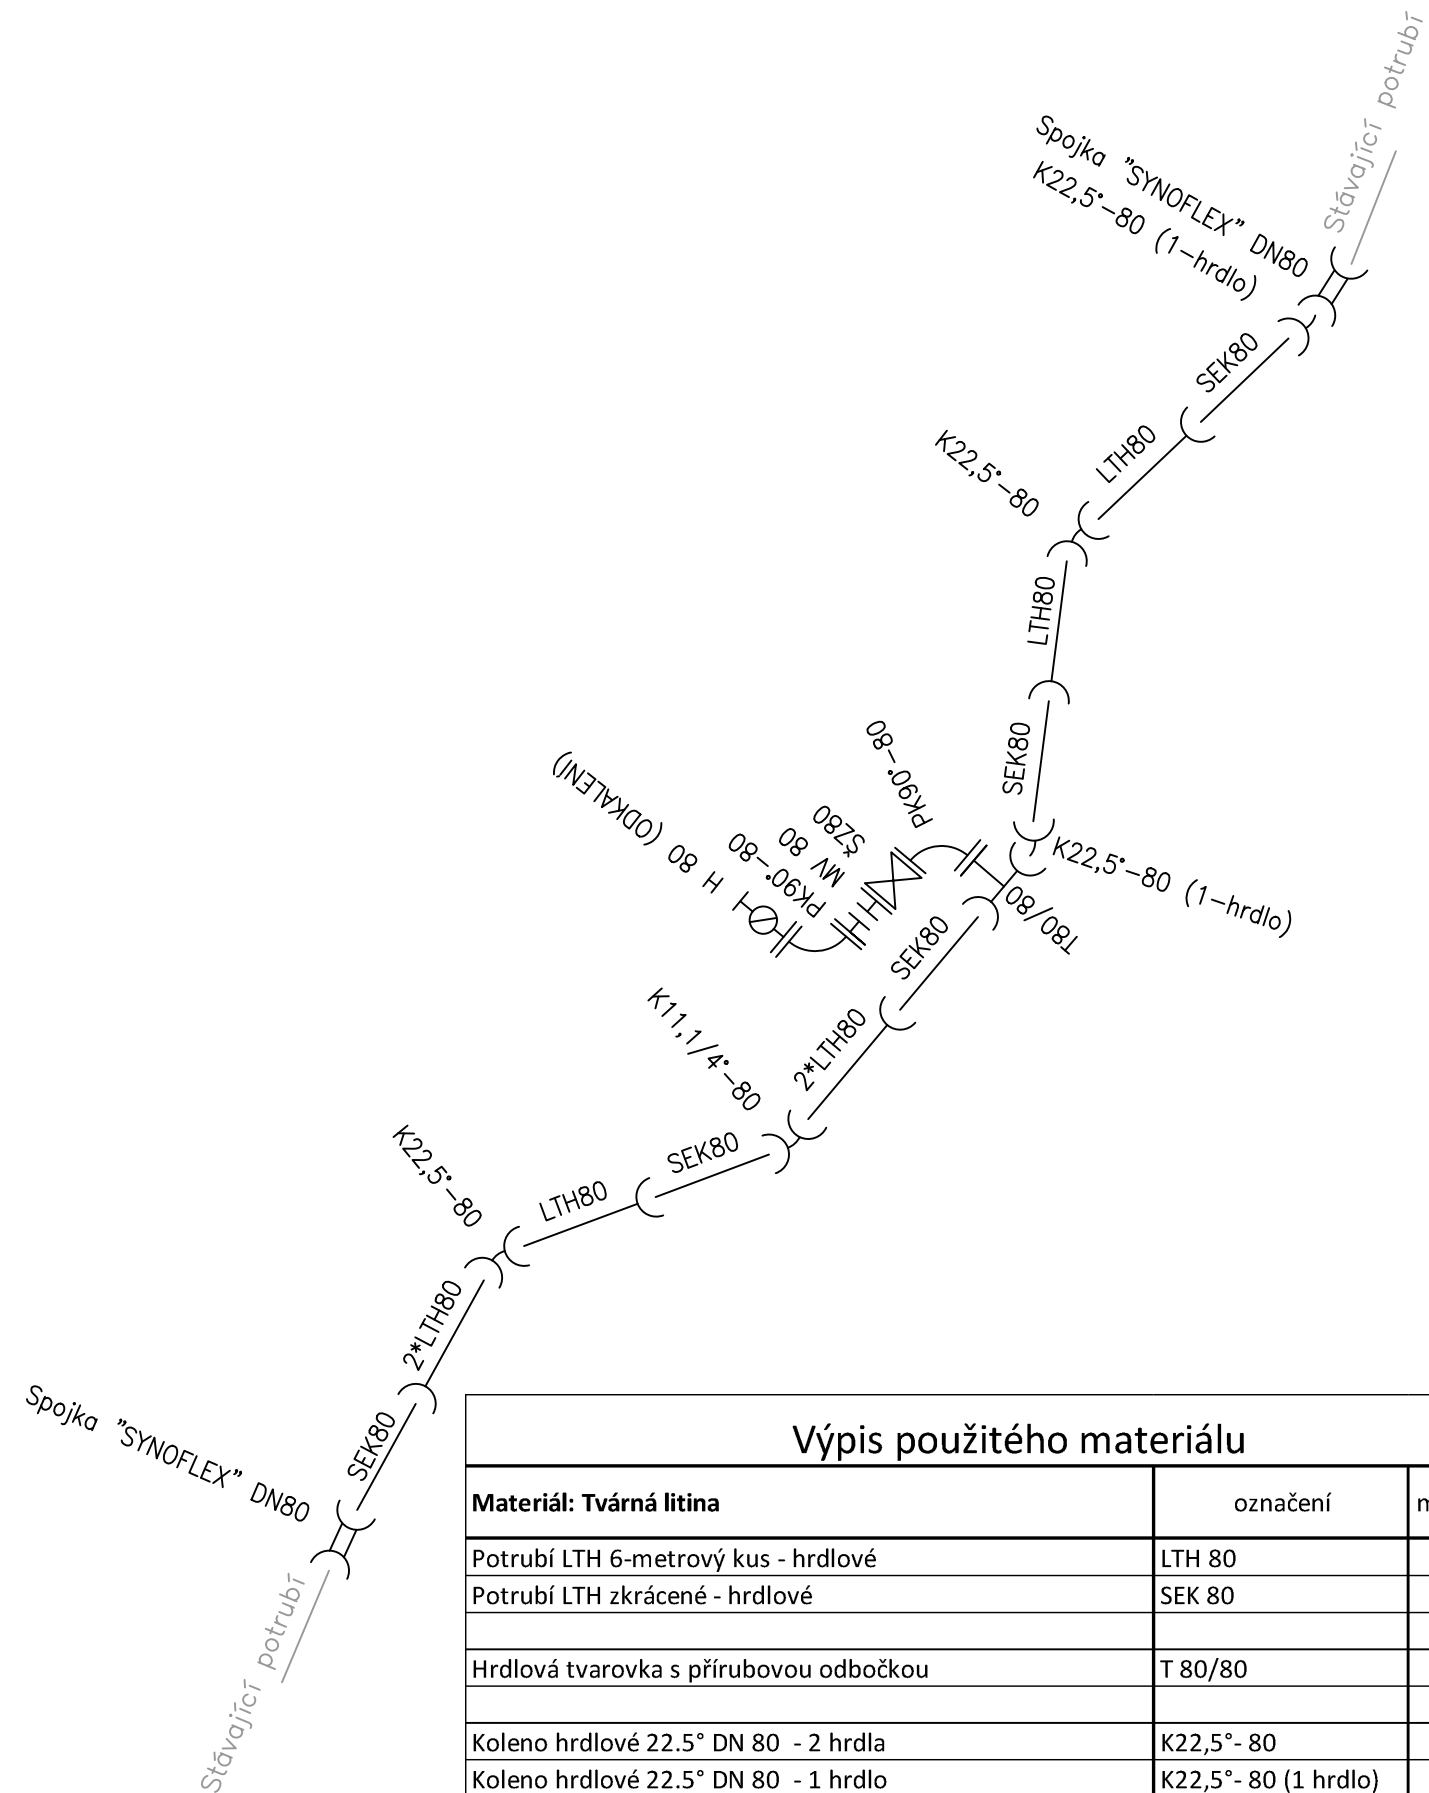 Stávající potrubí
Spojka "SYNOFLEX" DN80
K22,5°-80 (1-hrdlo)
SEK80
LTH80
K22,5°-80
LTH80
SEK80
K22,5°-80 (1-hrdlo)
T80/80
PK90°-80
ŠZ80
MV 80
PK90°-80
H 80 (ODKALENÍ)
SEK80
2*LTH80
K11,1/4°-80
SEK80
LTH80
K22,5°-80
2*LTH80
SEK80
Spojka "SYNOFLEX" DN80
Stávající potrubí
Výpis použitého materiálu
Materiál: Tvárná litina označení
Potrubí LTH 6-metrový kus - hrdlové LTH 80
Potrubí LTH zkrácené - hrdlové SEK 80
Hrdlová tvarovka s přírubovou odbočkou T 80/80
Koleno hrdlové 22.5° DN 80 - 2 hrdla K22,5°- 80
Koleno hrdlové 22.5° DN 80 - 1 hrdlo K22,5°- 80 (1 hrdlo)